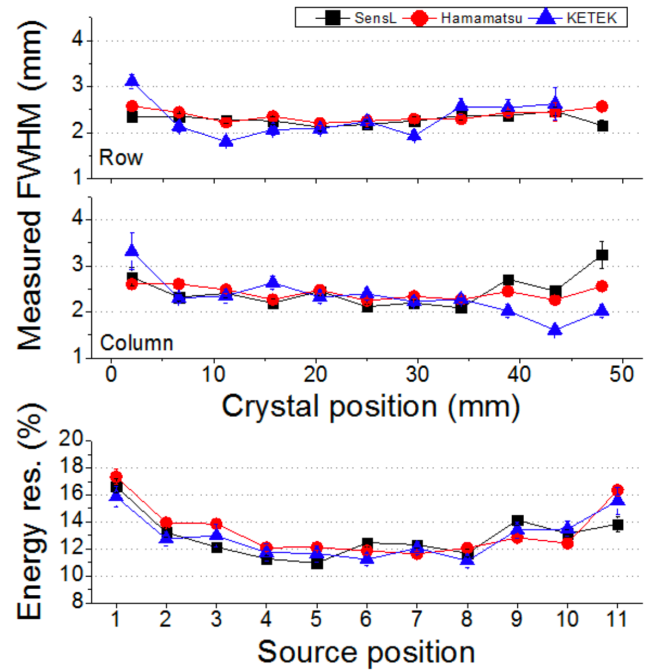 SensL Hamamatsu KETEK
Measured FWHM (mm)
4
3
2
1
Row
4
3
2
1
Column
0 10 20 30 40 50
Crystal position (mm)
Energy res. (%)
20
18
16
14
12
10
8
1 2 3 4 5 6 7 8 9 10 11
Source position